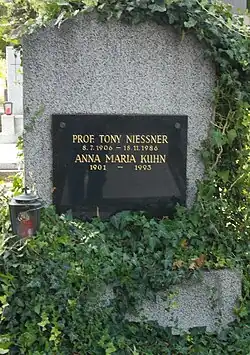 PROF. TONY NIESSNER
8.7.1906 – 15.11.1986
ANNA MARIA KUHN
1901 – 1993